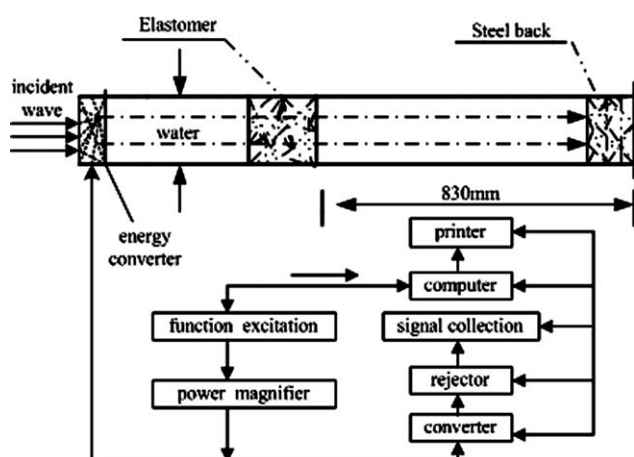 Elastomer
Steel back
incident
wave
water
830mm
energy
converter
printer
computer
function excitation
signal collection
power magnifier
rejector
converter